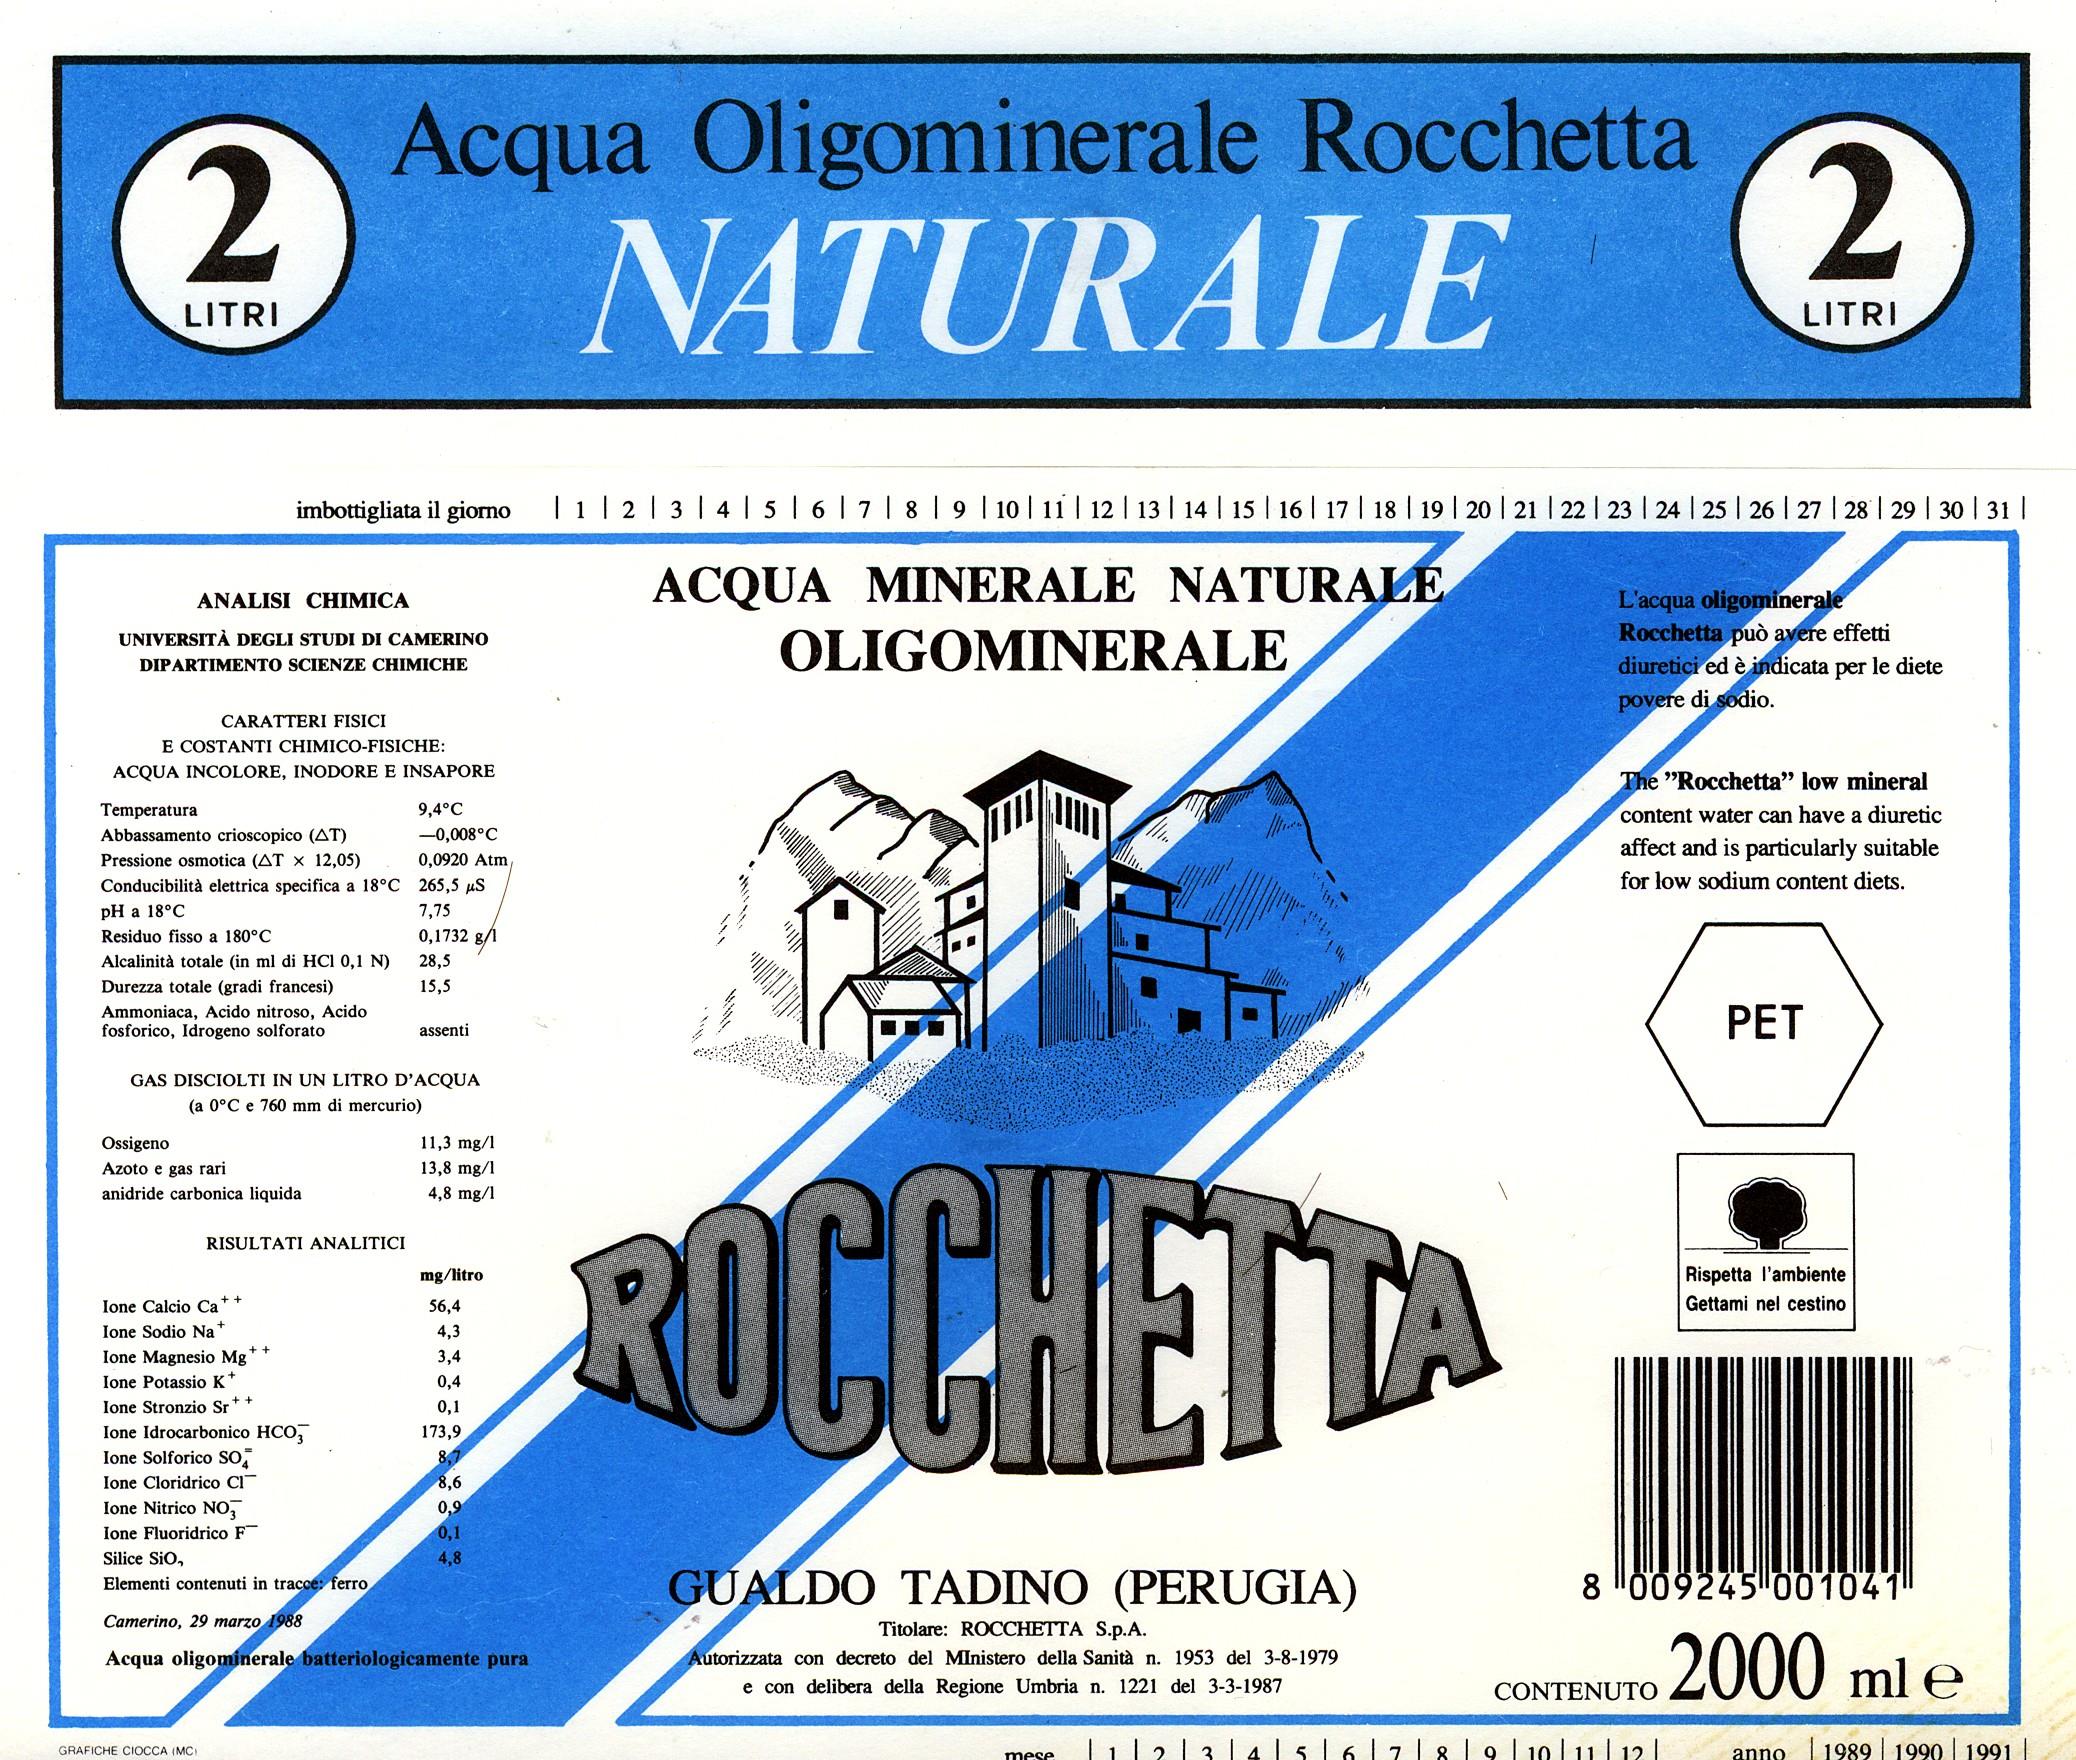 Acqua Oligominerale Rocchetta
NATURALE
2
LITRI
2
LITRI
imbottigliata il giorno | 1 | 2 | 3 | 4 | 5 | 6 | 7 | 8 | 9 | 10 | 11 | 12 | 13 | 14 | 15 | 16 | 17 | 18 | 19 | 20 | 21 | 22 | 23 | 24 | 25 | 26 | 27 | 28 | 29 | 30 | 31 |
ANALISI CHIMICA
UNIVERSITÀ DEGLI STUDI DI CAMERINO
DIPARTIMENTO SCIENZE CHIMICHE
CARATTERI FISICI
E COSTANTI CHIMICO-FISICHE:
ACQUA INCOLORE, INODORE E INSAPORE
Temperatura 9,4°C
Abbassamento crioscopico (△T) —0,008°C
Pressione osmotica (△T × 12,05) 0,0920 Atm
Conducibilità elettrica specifica a 18°C 265,5 µS
pH a 18°C 7,75
Residuo fisso a 180°C 0,1732 g/l
Alcalinità totale (in ml di HCl 0,1 N) 28,5
Durezza totale (gradi francesi) 15,5
Ammoniaca, Acido nitroso, Acido
fosforico, Idrogeno solforato assenti
GAS DISCIOLTI IN UN LITRO D'ACQUA
(a 0°C e 760 mm di mercurio)
Ossigeno 11,3 mg/l
Azoto e gas rari 13,8 mg/l
anidride carbonica liquida 4,8 mg/l
RISULTATI ANALITICI
mg/litro
Ione Calcio Ca++ 56,4
Ione Sodio Na+ 4,3
Ione Magnesio Mg++ 3,4
Ione Potassio K+ 0,4
Ione Stronzio Sr++ 0,1
Ione Idrocarbonico HCO3− 173,9
Ione Solforico SO4= 8,7
Ione Cloridrico Cl− 8,6
Ione Nitrico NO3− 0,9
Ione Fluoridrico F− 0,1
Silice SiO2 4,8
Elementi contenuti in tracce: ferro
Camerino, 29 marzo 1988
Acqua oligominerale batteriologicamente pura
ACQUA MINERALE NATURALE
OLIGOMINERALE
ROCCHETTA
GUALDO TADINO (PERUGIA)
Titolare: ROCCHETTA S.p.A.
Autorizzata con decreto del MInistero della Sanità n. 1953 del 3-8-1979
e con delibera della Regione Umbria n. 1221 del 3-3-1987
L'acqua oligominerale
Rocchetta può avere effetti
diuretici ed è indicata per le diete
povere di sodio.
The ”Rocchetta” low mineral
content water can have a diuretic
affect and is particularly suitable
for low sodium content diets.
PET
Rispetta l'ambiente
Gettami nel cestino
8 009245 001041
CONTENUTO 2000 ml ℮
GRAFICHE CIOCCA (MC)
mese | 1 | 2 | 3 | 4 | 5 | 6 | 7 | 8 | 9 | 10 | 11 | 12 | anno | 1989 | 1990 | 1991 |